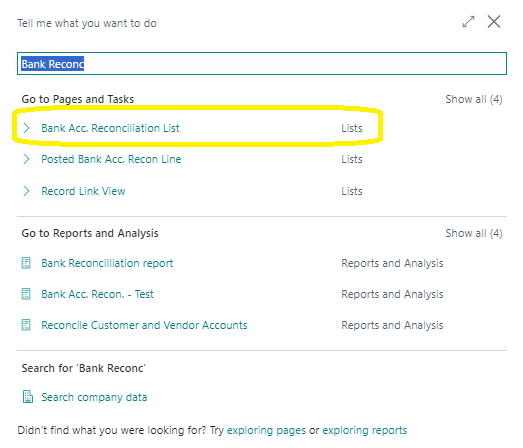 Tell me what you want to do
Bank Reconc
Go to Pages and Tasks Show all (4)
Bank Acc. Reconciliation List Lists
Posted Bank Acc. Recon Line Lists
Record Link View Lists
Go to Reports and Analysis Show all (4)
Bank Reconcilliation report Reports and Analysis
Bank Acc. Recon. - Test Reports and Analysis
Reconcile Customer and Vendor Accounts Reports and Analysis
Search for 'Bank Reconc'
Search company data
Didn't find what you were looking for? Try exploring pages or exploring reports